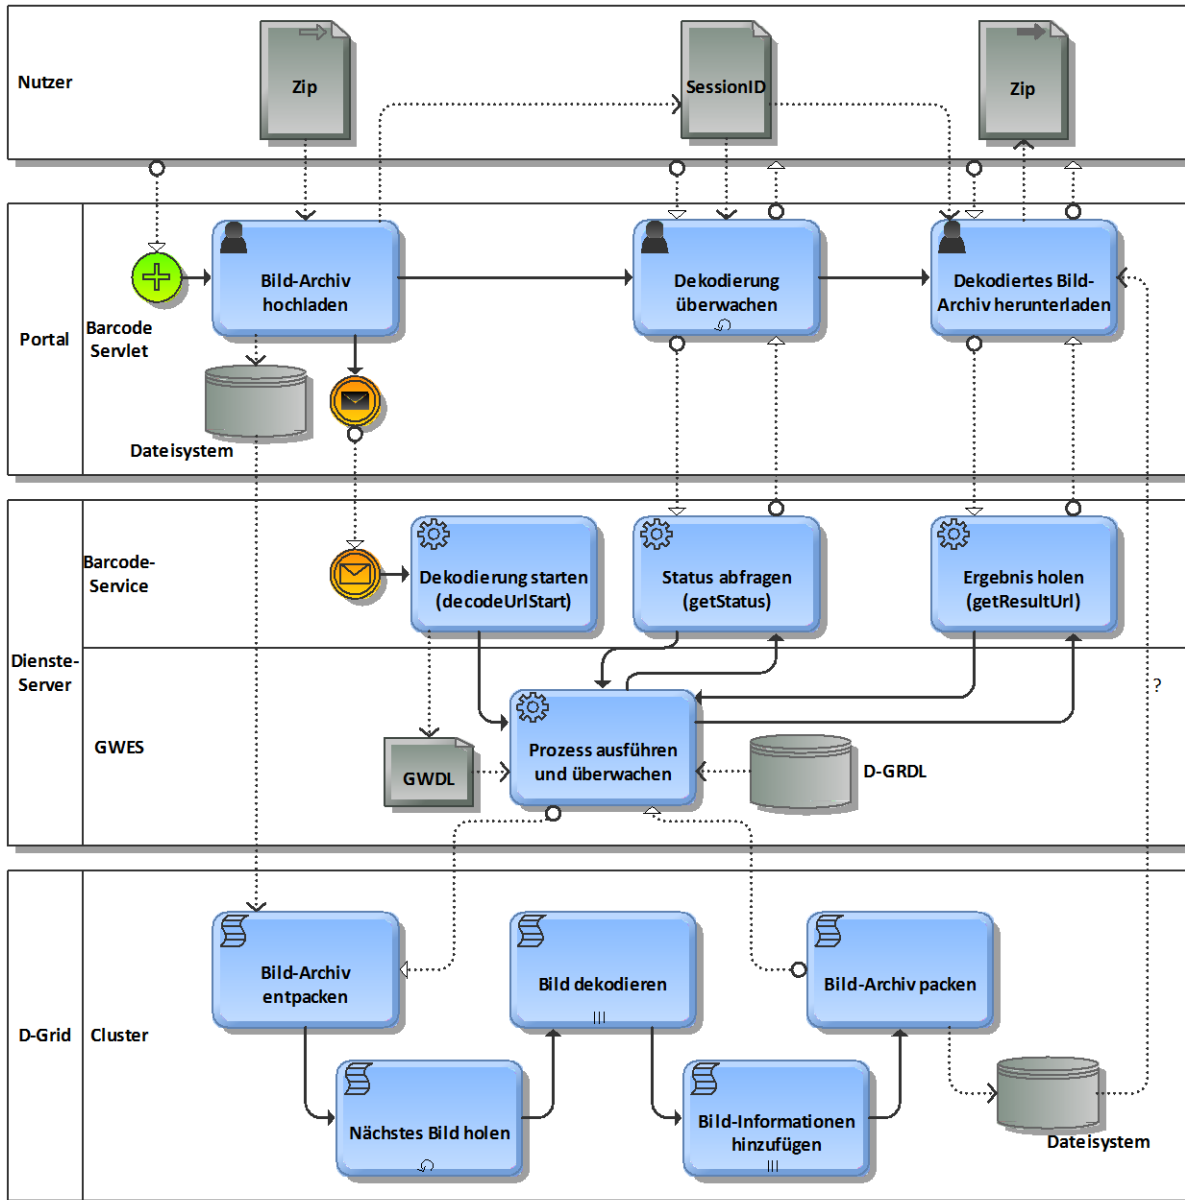 Nutzer
Zip
SessionID
Zip
Portal
Barcode
Servlet
Bild-Archiv
hochladen
Dekodierung
überwachen
Dekodiertes Bild-
Archiv herunterladen
Dateisystem
Dienste-
Server
Barcode-
Service
Dekodierung starten
(decodeUrlStart)
Status abfragen
(getStatus)
Ergebnis holen
(getResultUrl)
?
GWES
GWDL
Prozess ausführen
und überwachen
D-GRDL
D-Grid
Cluster
Bild-Archiv
entpacken
Bild dekodieren
Bild-Archiv packen
Nächstes Bild holen
Bild-Informationen
hinzufügen
Dateisystem